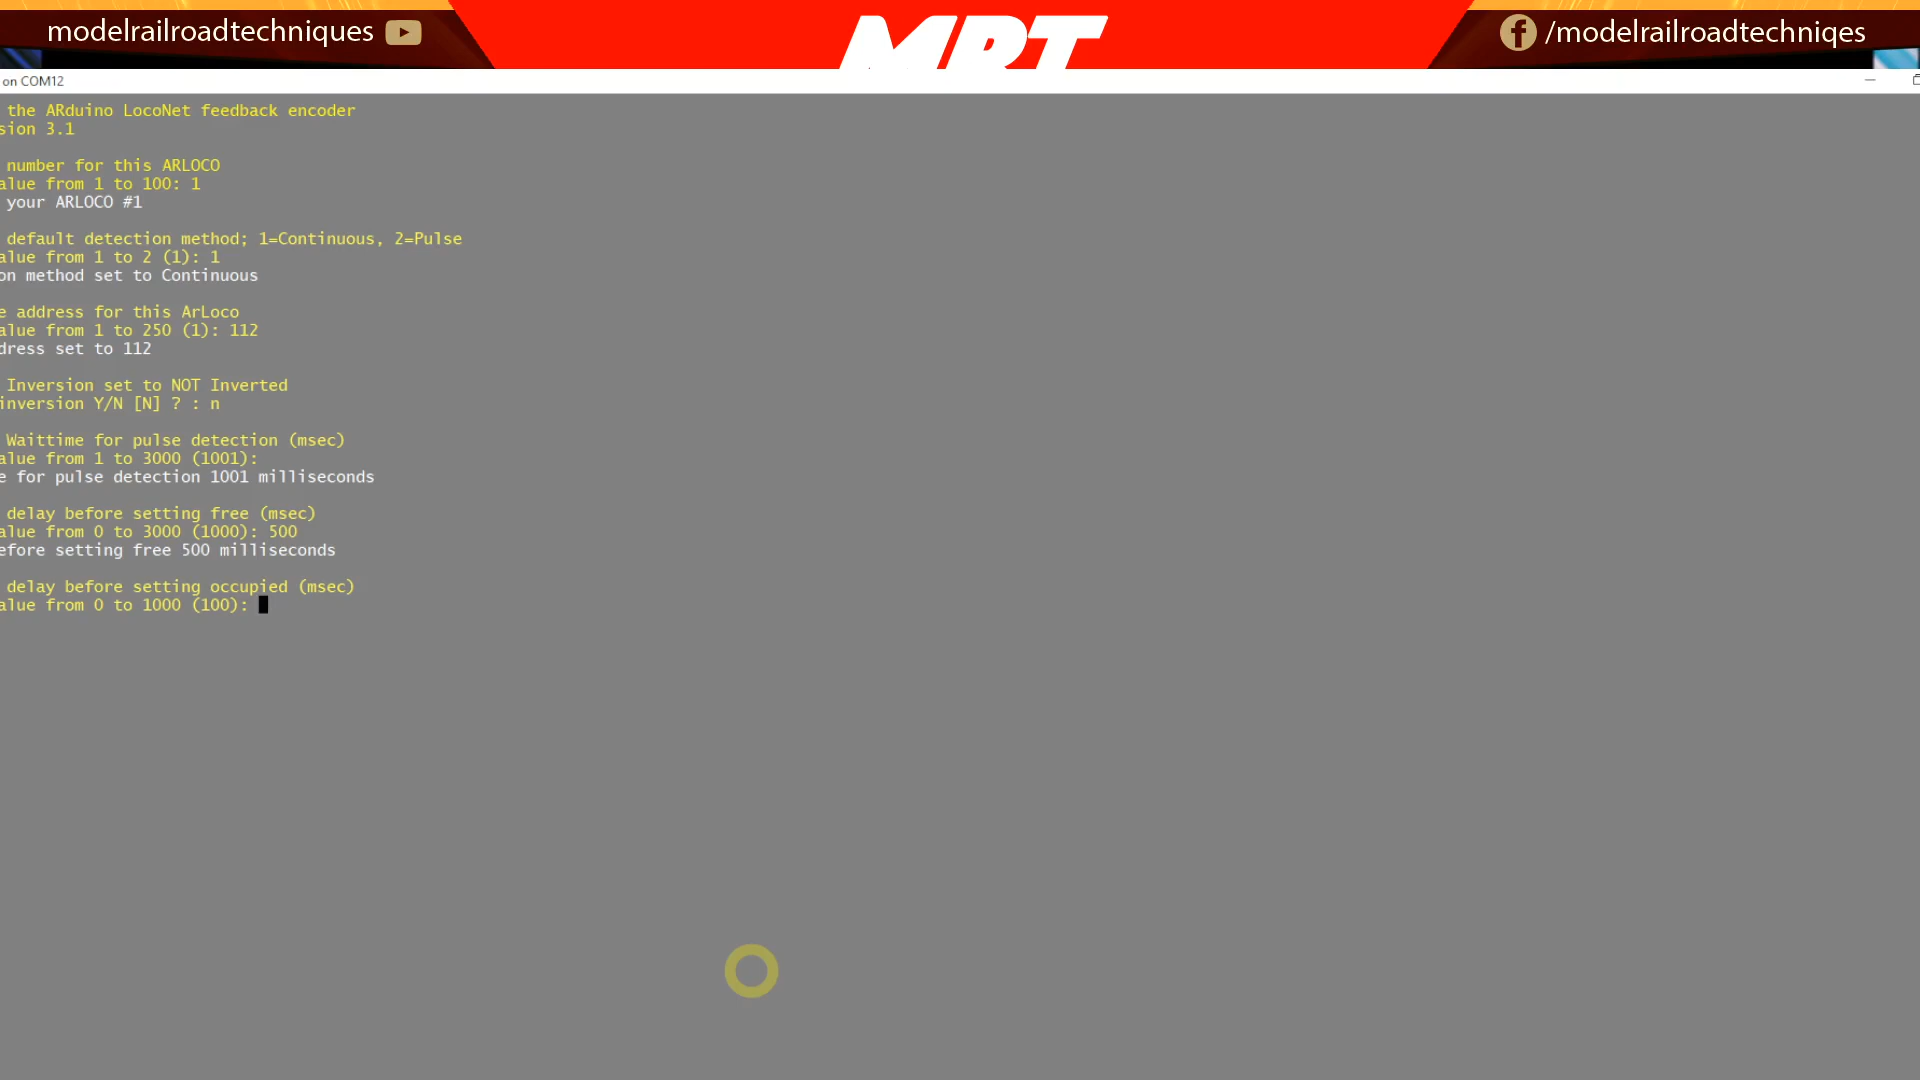 modelrailroadtechniques
MRT
/modelrailroadtechniqes
on COM12
the ARduino LocoNet feedback encoder
sion 3.1
number for this ARLOCO
alue from 1 to 100: 1
your ARLOCO #1
default detection method; 1=Continuous, 2=Pulse
alue from 1 to 2 (1): 1
on method set to Continuous
e address for this ArLoco
alue from 1 to 250 (1): 112
dress set to 112
Inversion set to NOT Inverted
inversion Y/N [N] ? : n
Waittime for pulse detection (msec)
alue from 1 to 3000 (1001):
e for pulse detection 1001 milliseconds
delay before setting free (msec)
alue from 0 to 3000 (1000): 500
efore setting free 500 milliseconds
delay before setting occupied (msec)
alue from 0 to 1000 (100):